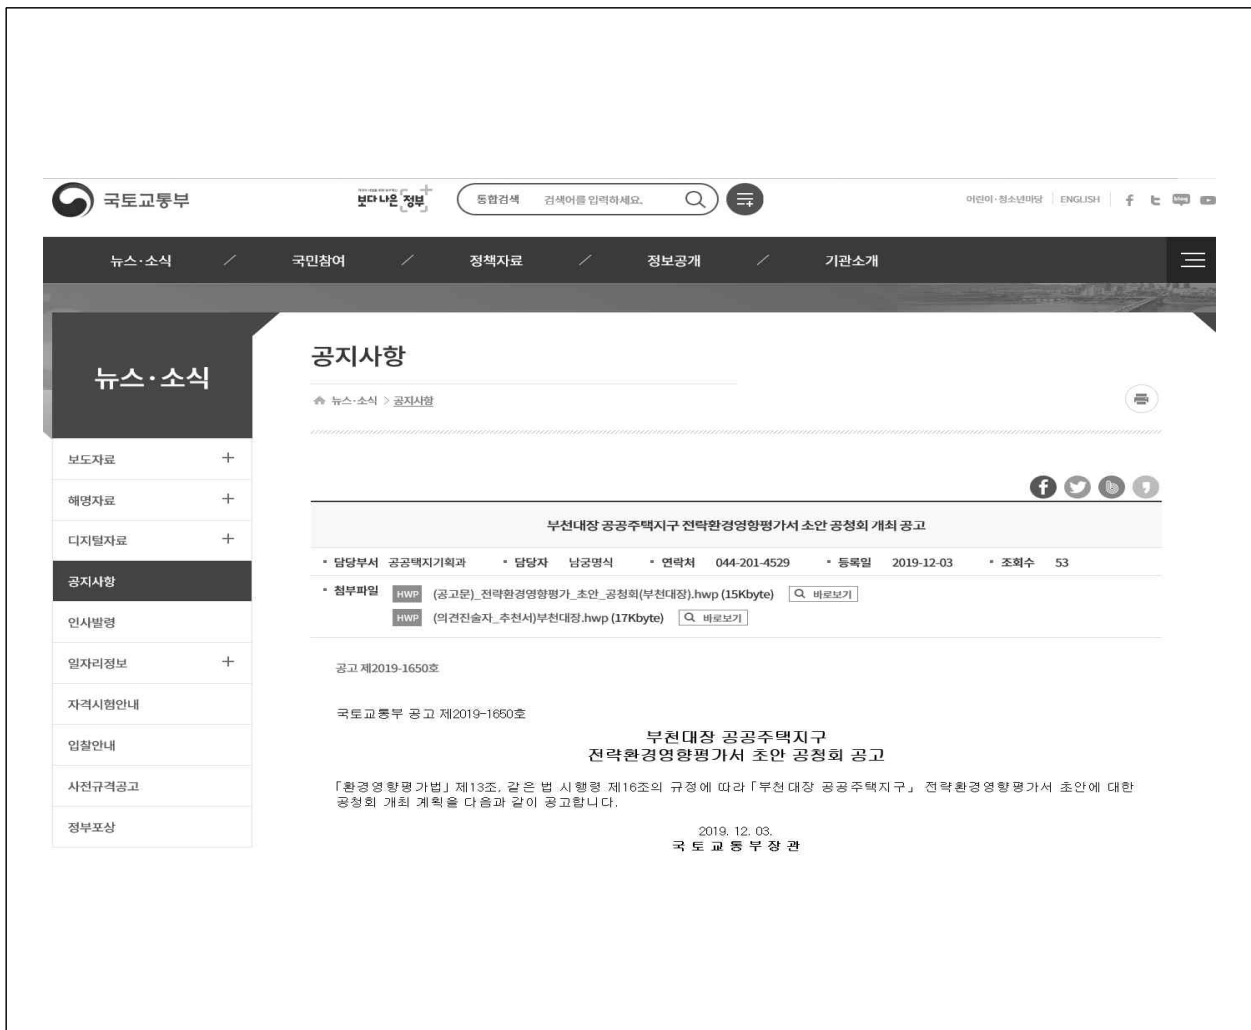 국토교통부
보다나은 정부
통합검색 검색어를 입력하세요.
어린이·청소년마당 ENGLISH
뉴스·소식 / 국민참여 / 정책자료 / 정보공개 / 기관소개
뉴스·소식
보도자료 +
해명자료 +
디지털자료 +
공지사항
인사발령
일자리정보 +
자격시험안내
입찰안내
사전규격공고
정부포상
공지사항
뉴스·소식 > 공지사항
부천대장 공공주택지구 전략환경영향평가서 초안 공청회 개최 공고
담당부서 공공택지기획과 담당자 남궁명식 연락처 044-201-4529 등록일 2019-12-03 조회수 53
첨부파일 HWP (공고문)_전략환경영향평가_초안_공청회(부천대장).hwp (15Kbyte) 바로보기
HWP (의견진술자_추천서)부천대장.hwp (17Kbyte) 바로보기
공고 제2019-1650호
국토교통부 공고 제2019-1650호
부천대장 공공주택지구
전략환경영향평가서 초안 공청회 공고
「환경영향평가법」 제13조, 같은 법 시행령 제16조의 규정에 따라 「부천대장 공공주택지구」 전략환경영향평가서 초안에 대한
공청회 개최 계획을 다음과 같이 공고합니다.
2019. 12. 03.
국 토 교 통 부 장 관